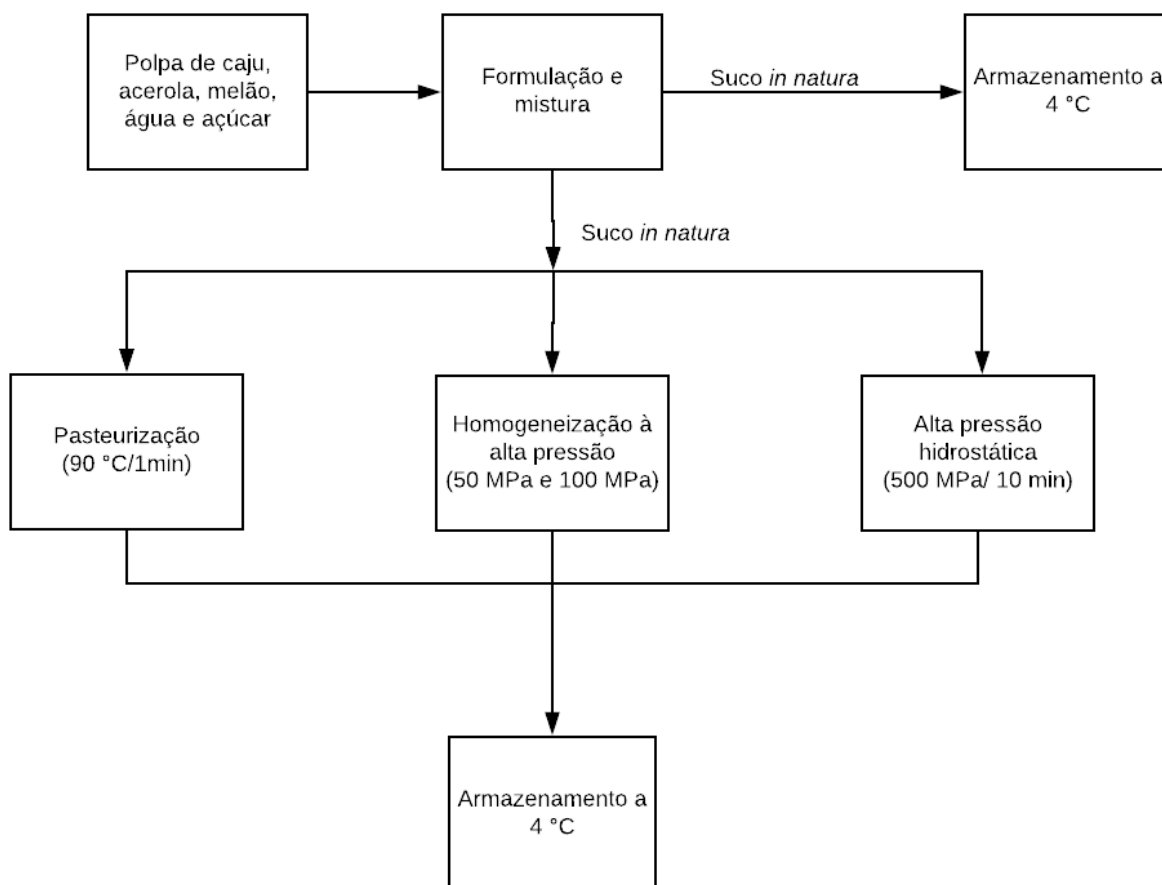 Polpa de caju,
acerola, melão,
água e açúcar
Formulação e
mistura
Suco in natura
Armazenamento a
4 °C
Suco in natura
Pasteurização
(90 °C/1min)
Homogeneização à
alta pressão
(50 MPa e 100 MPa)
Alta pressão
hidrostática
(500 MPa/ 10 min)
Armazenamento a
4 °C